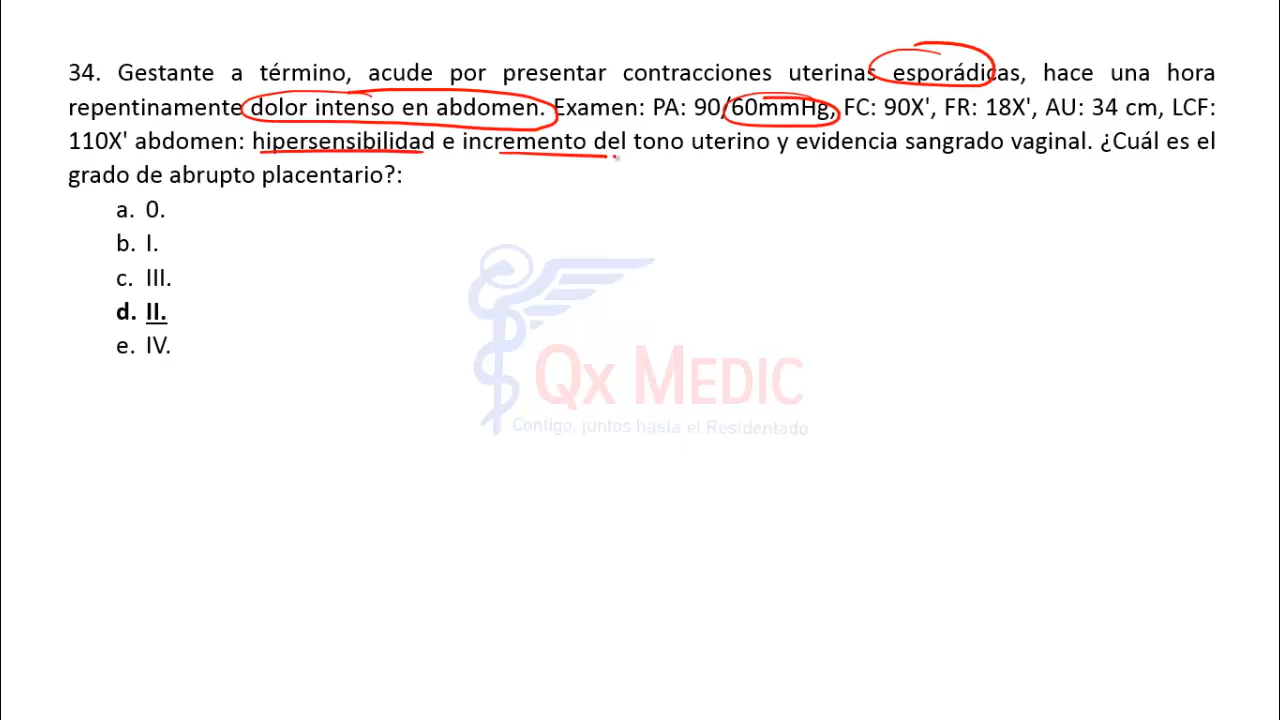 34. Gestante a término, acude por presentar contracciones uterinas esporádicas, hace una hora
repentinamente dolor intenso en abdomen. Examen: PA: 90/60mmHg, FC: 90X', FR: 18X', AU: 34 cm, LCF:
110X' abdomen: hipersensibilidad e incremento del tono uterino y evidencia sangrado vaginal. ¿Cuál es el
grado de abrupto placentario?:
a. 0.
b. I.
c. III.
d. II.
e. IV.
Qx MEDIC
Contigo, juntos hasta el Residentado